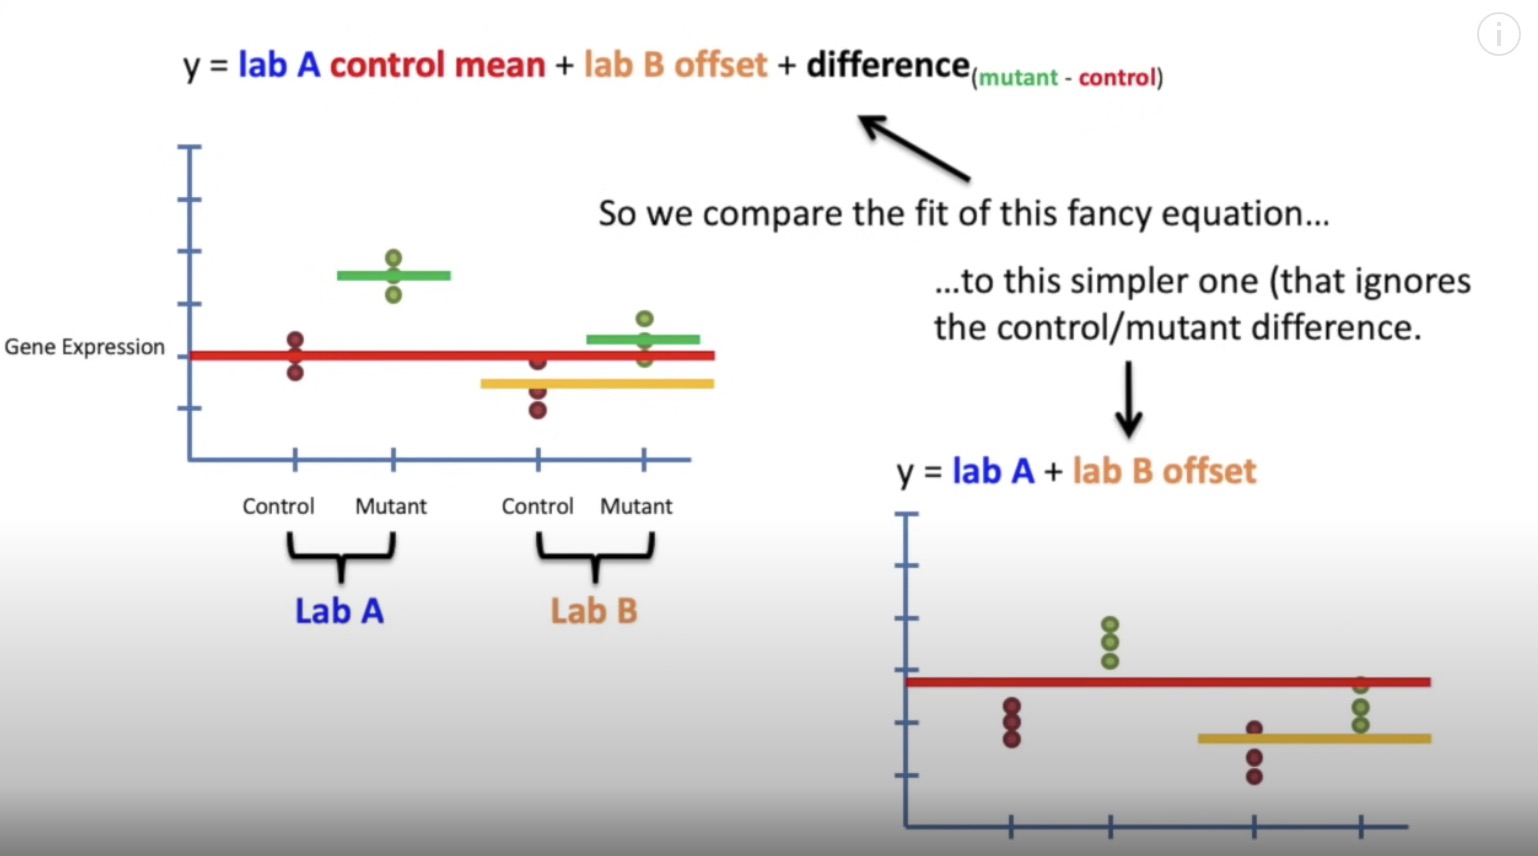 y = lab A control mean + lab B offset + difference(mutant - control)
So we compare the fit of this fancy equation...
...to this simpler one (that ignores
the control/mutant difference.
Gene Expression
y = lab A + lab B offset
Control Mutant Control Mutant
Lab A Lab B
i